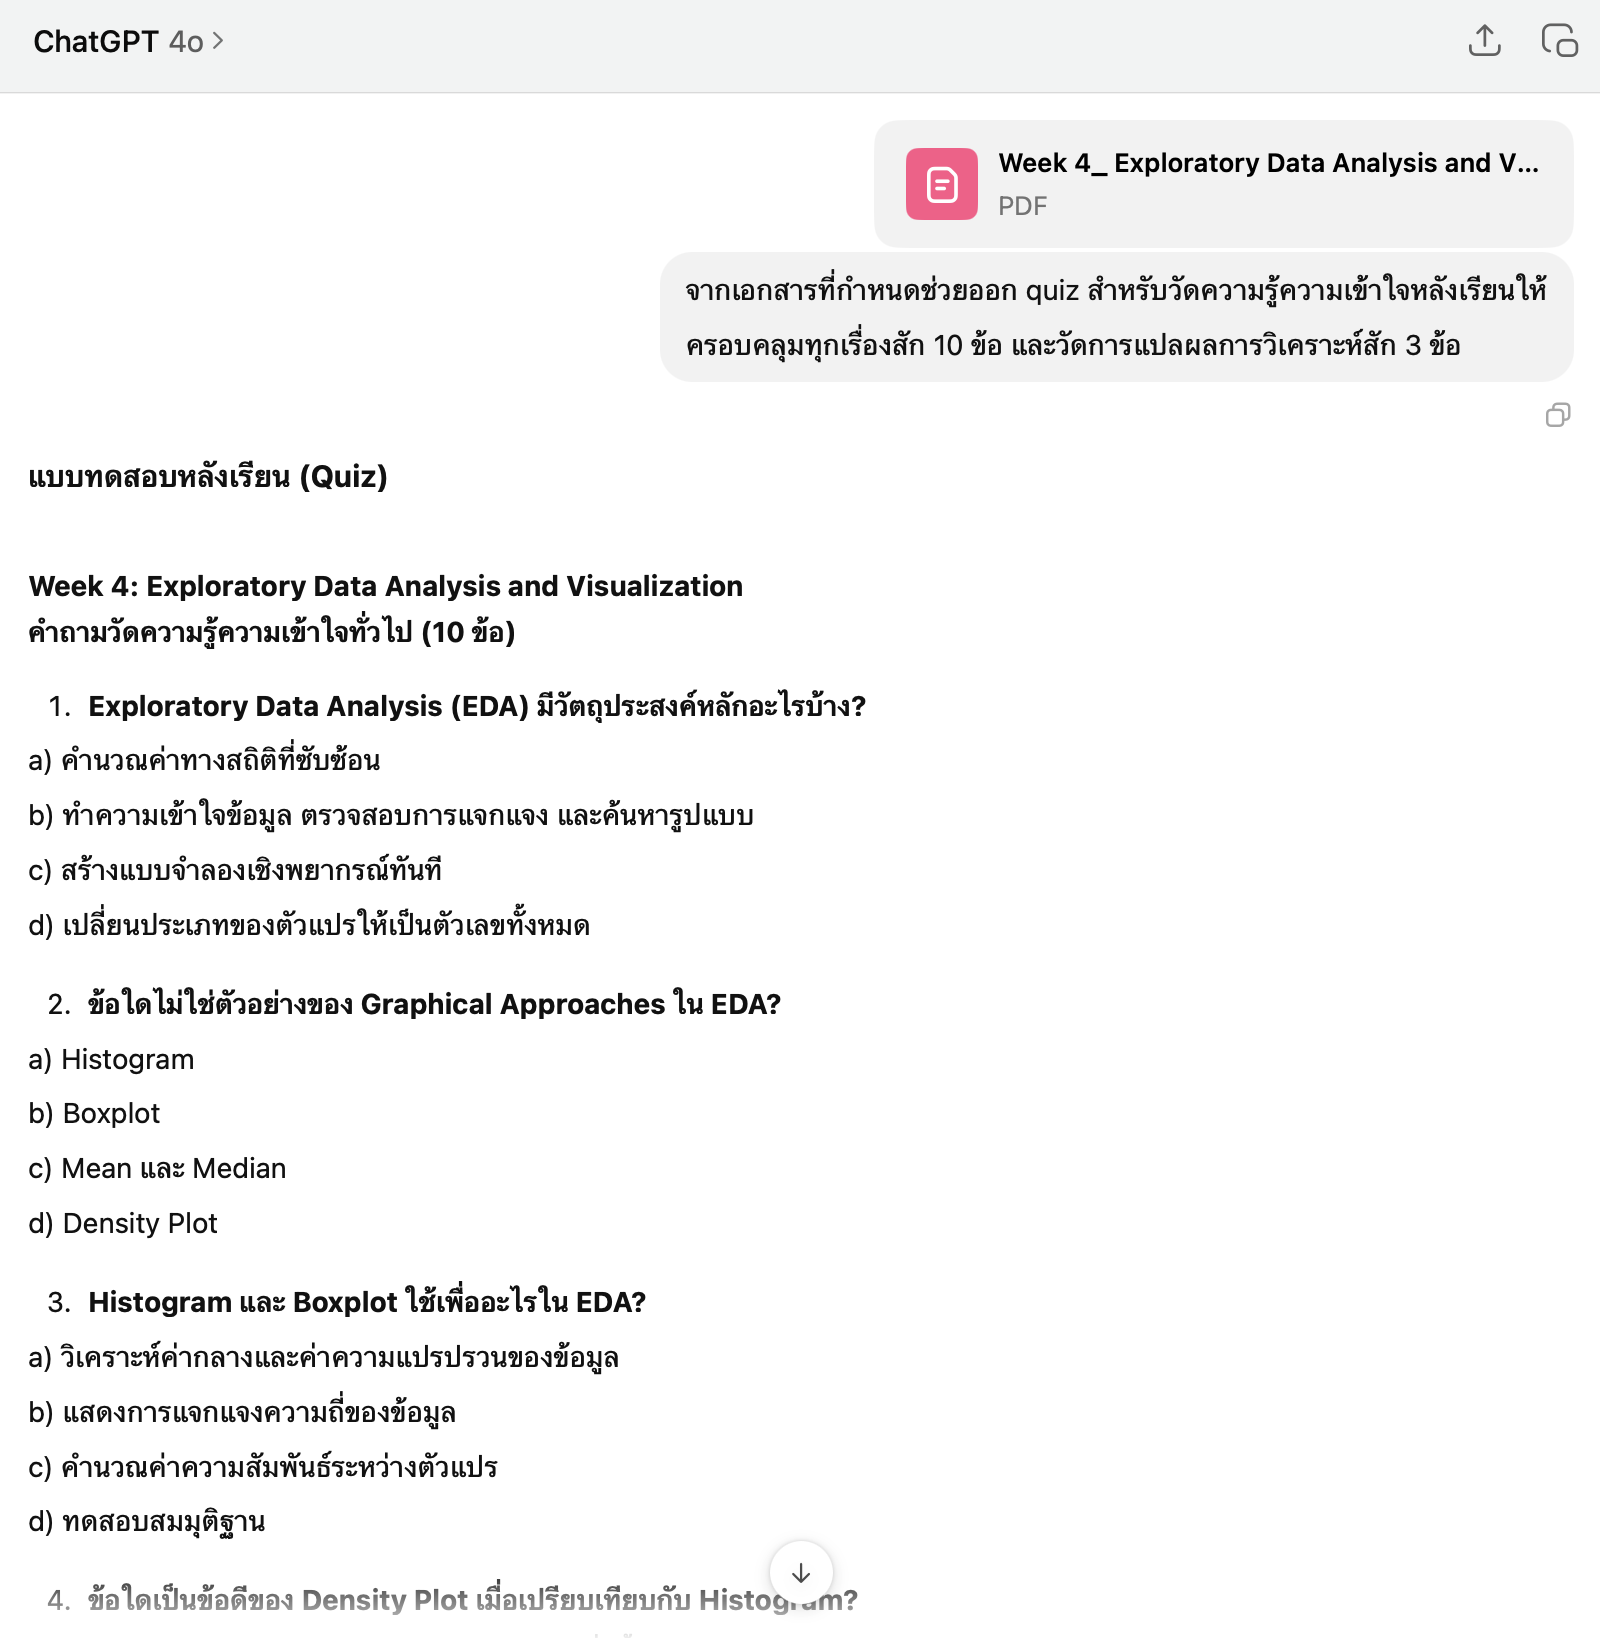 ChatGPT 4o
Week 4_ Exploratory Data Analysis and V...
PDF
จากเอกสารที่กำหนดช่วยออก quiz สำหรับวัดความรู้ความเข้าใจหลังเรียนให้
ครอบคลุมทุกเรื่องสัก 10 ข้อ และวัดการแปลผลการวิเคราะห์สัก 3 ข้อ
แบบทดสอบหลังเรียน (Quiz)
Week 4: Exploratory Data Analysis and Visualization
คำถามวัดความรู้ความเข้าใจทั่วไป (10 ข้อ)
1. Exploratory Data Analysis (EDA) มีวัตถุประสงค์หลักอะไรบ้าง?
a) คำนวณค่าทางสถิติที่ซับซ้อน
b) ทำความเข้าใจข้อมูล ตรวจสอบการแจกแจง และค้นหารูปแบบ
c) สร้างแบบจำลองเชิงพยากรณ์ทันที
d) เปลี่ยนประเภทของตัวแปรให้เป็นตัวเลขทั้งหมด
2. ข้อใดไม่ใช่ตัวอย่างของ Graphical Approaches ใน EDA?
a) Histogram
b) Boxplot
c) Mean และ Median
d) Density Plot
3. Histogram และ Boxplot ใช้เพื่ออะไรใน EDA?
a) วิเคราะห์ค่ากลางและค่าความแปรปรวนของข้อมูล
b) แสดงการแจกแจงความถี่ของข้อมูล
c) คำนวณค่าความสัมพันธ์ระหว่างตัวแปร
d) ทดสอบสมมุติฐาน
4. ข้อใดเป็นข้อดีของ Density Plot เมื่อเปรียบเทียบกับ Histogram?